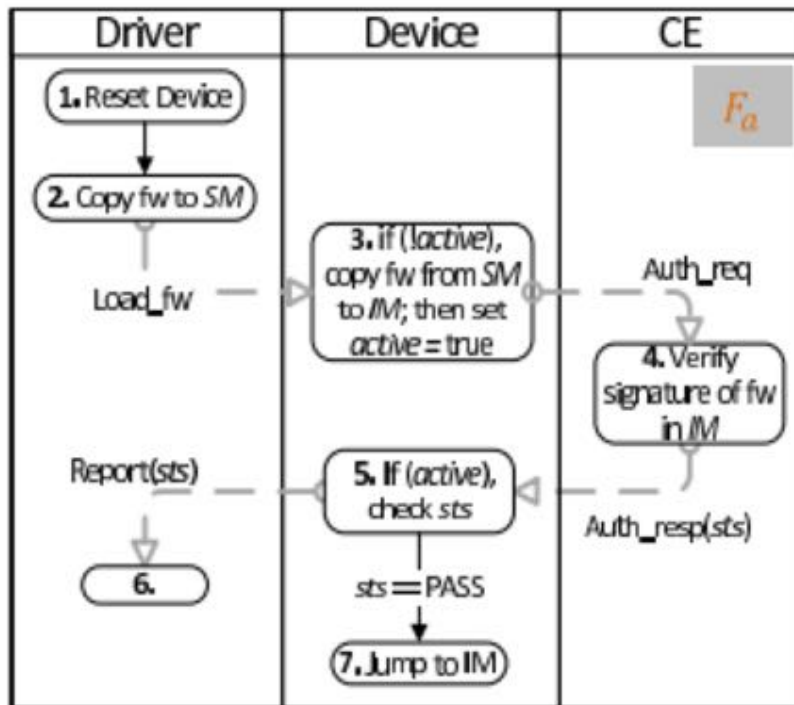 Driver
Device
CE
F_a
1. Reset Device
2. Copy fw to SM
Load_fw
3. if (!active),
copy fw from SM
to IM; then set
active = true
Auth_req
4. Verify
signature of fw
in IM
Auth_resp(sts)
5. If (active),
check sts
Report(sts)
6.
sts == PASS
7. Jump to IM